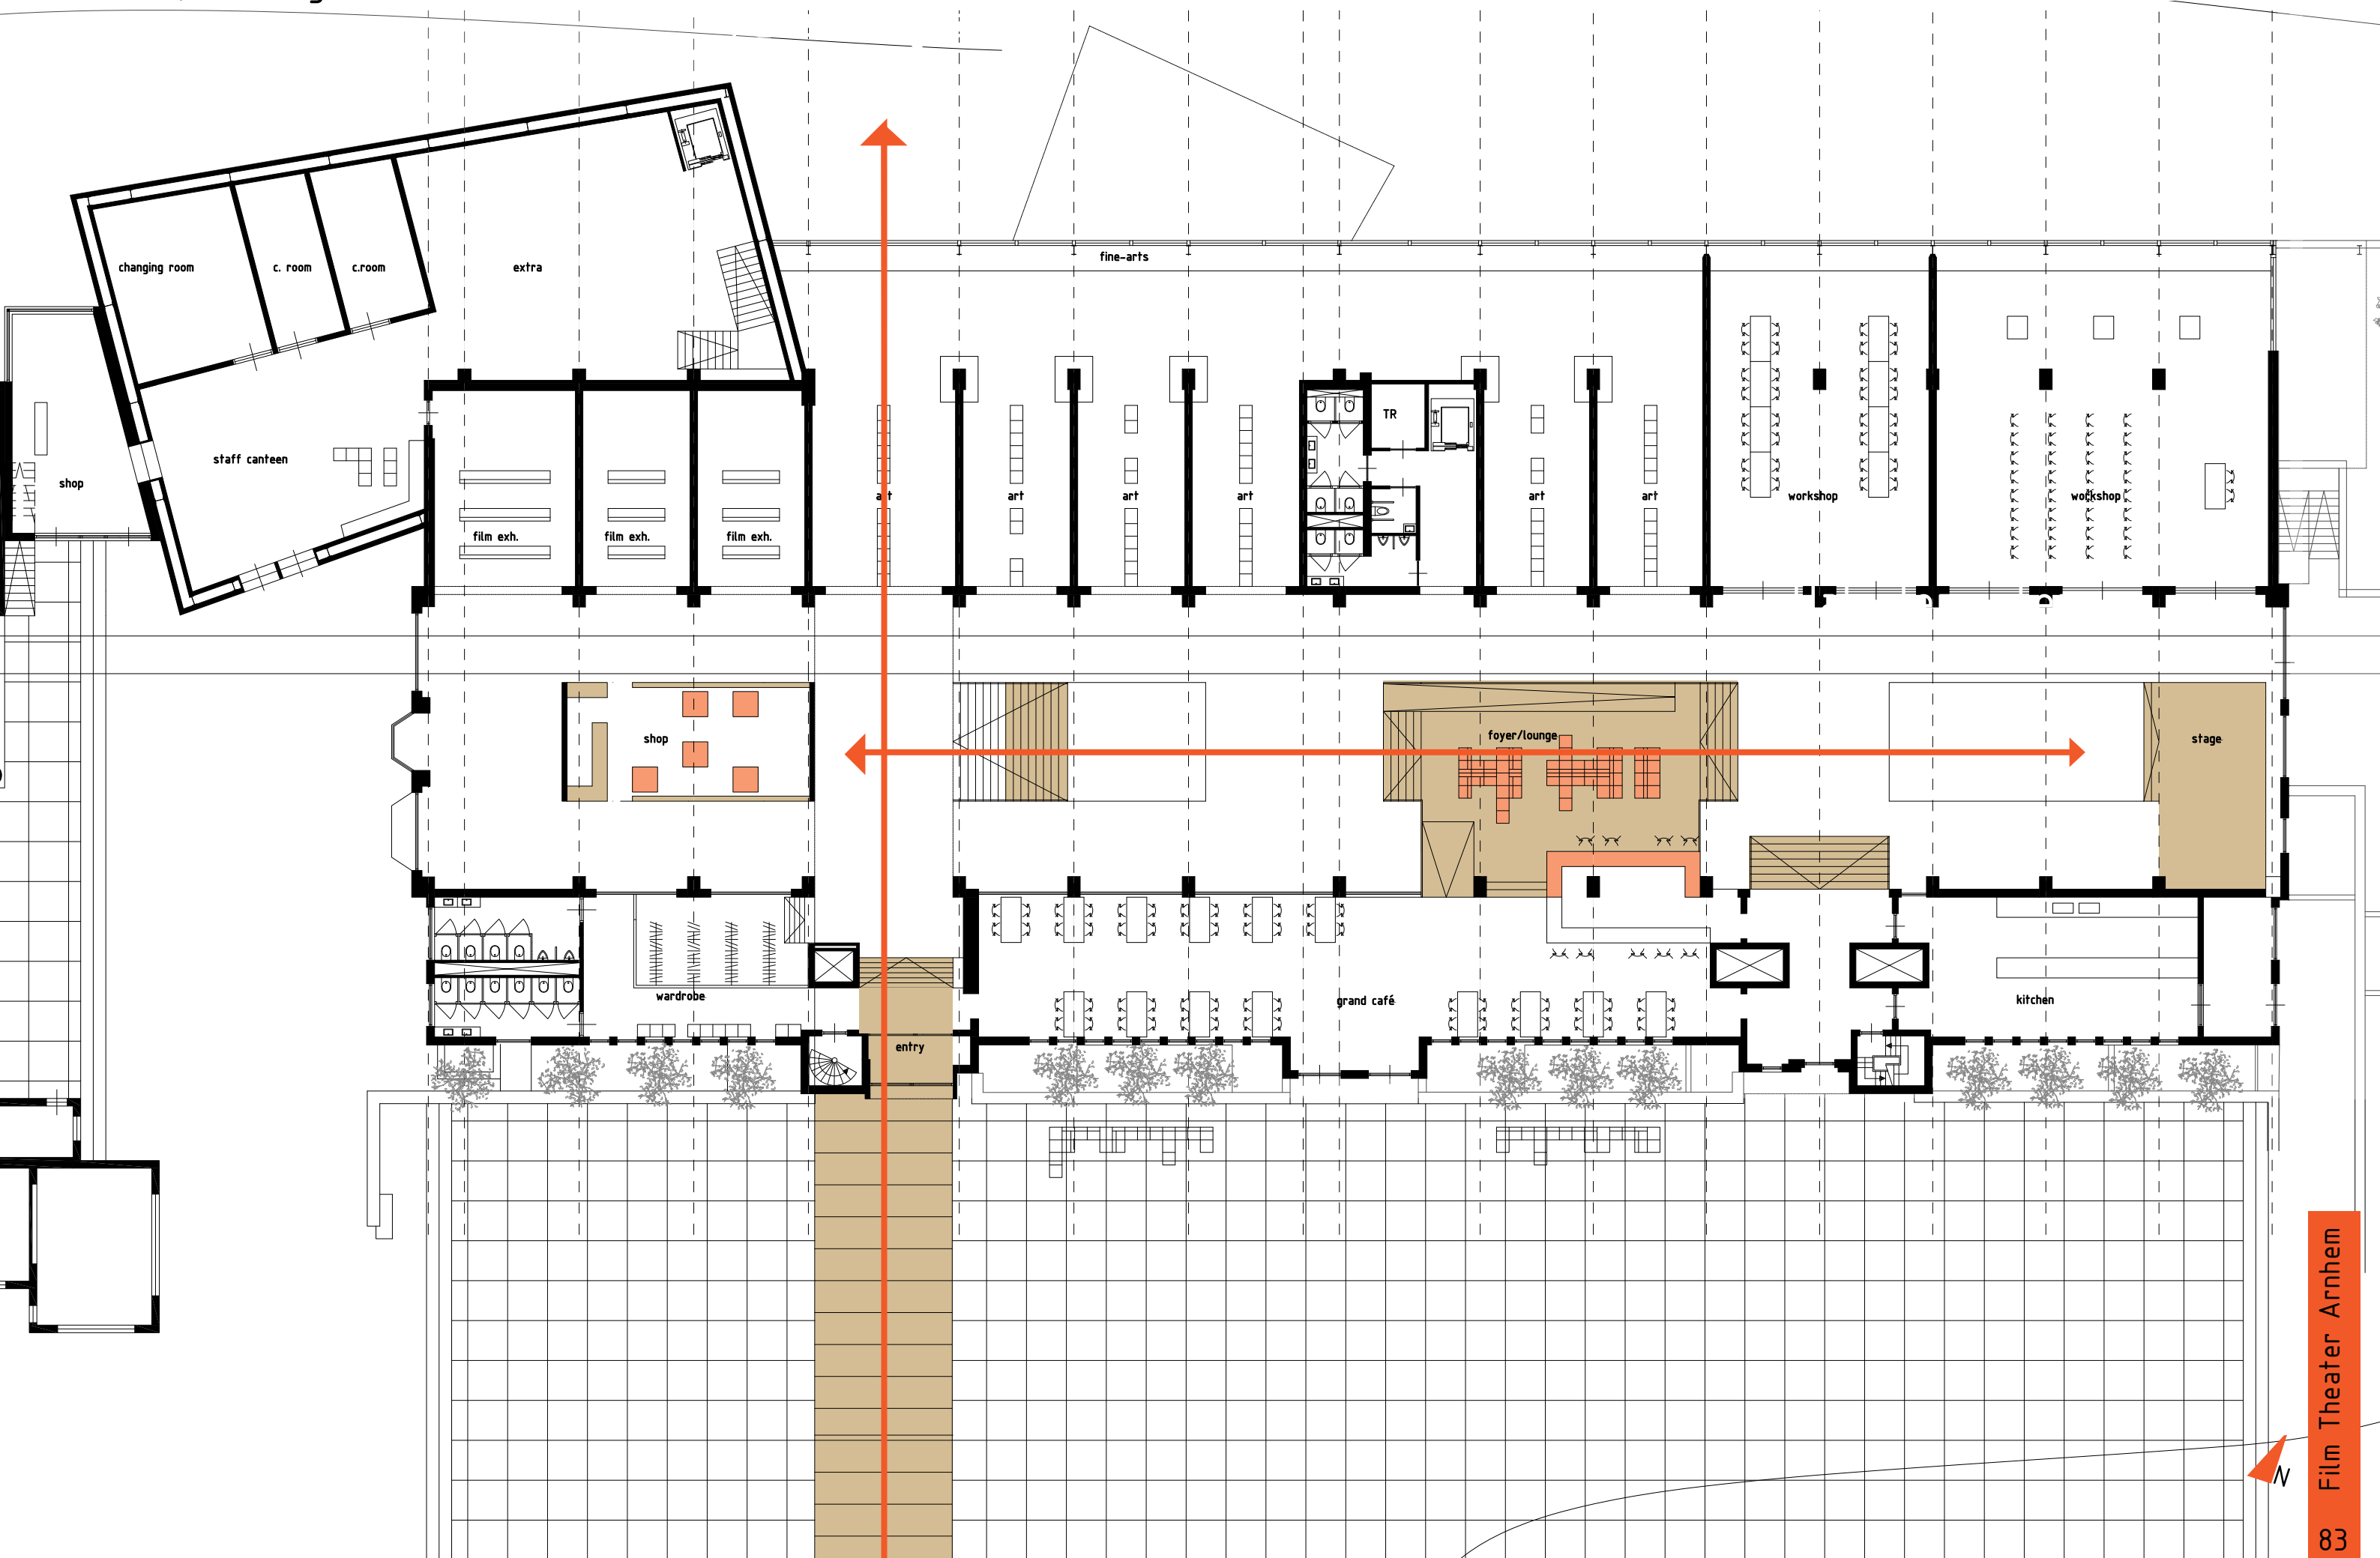 fine-arts
changing room
c. room
c.room
extra
TR
staff canteen
shop
art
art
art
art
art
art
workshop
workshop
film exh.
film exh.
film exh.
shop
foyer/lounge
stage
wardrobe
grand café
kitchen
entry
N
Film Theater Arnhem
83